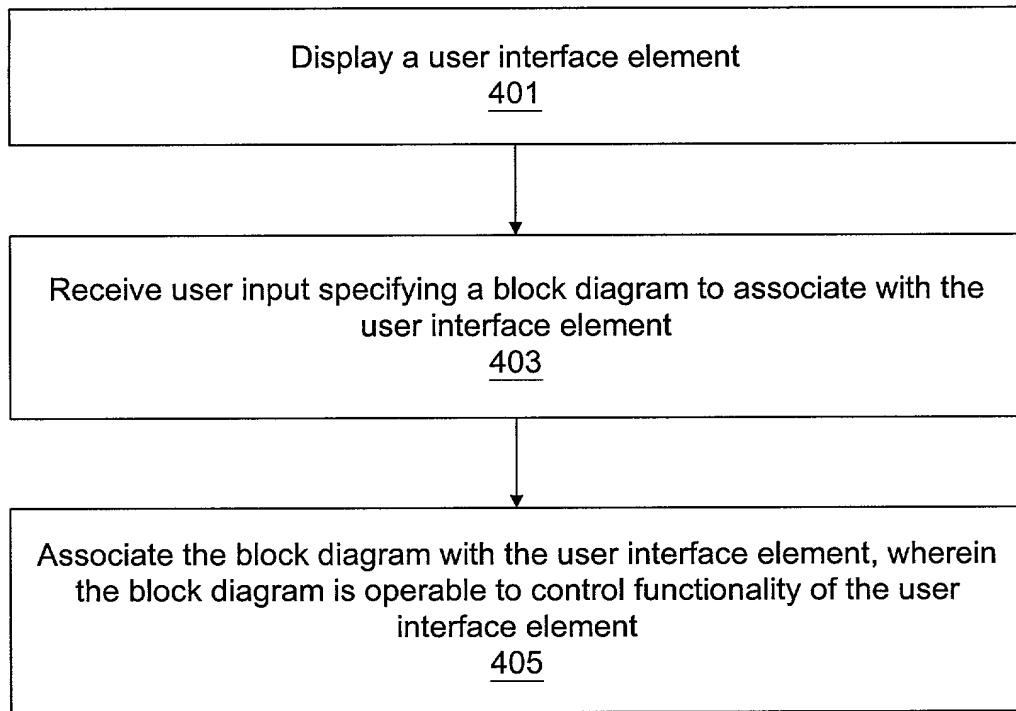 Display a user interface element
401
Receive user input specifying a block diagram to associate with the
user interface element
403
Associate the block diagram with the user interface element, wherein
the block diagram is operable to control functionality of the user
interface element
405